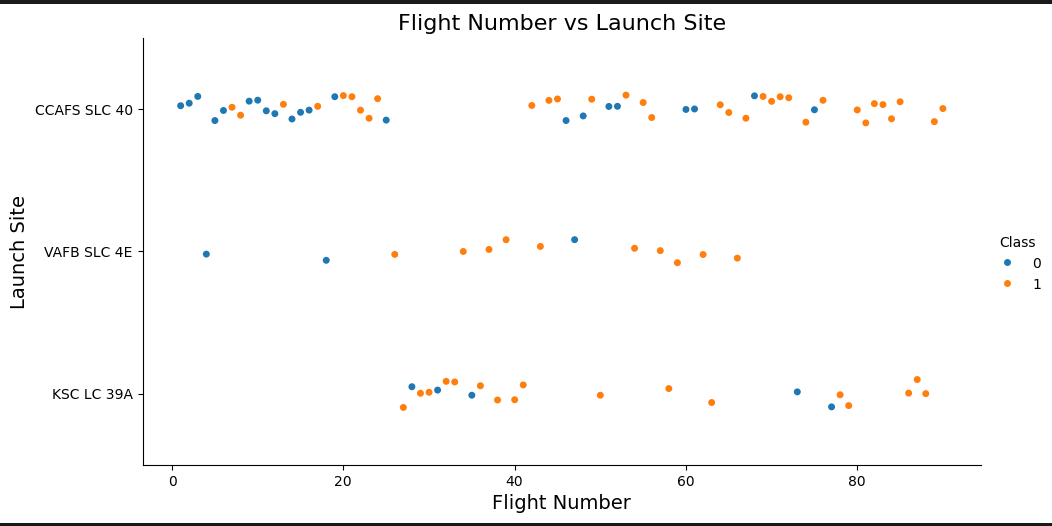 Flight Number vs Launch Site
Launch Site
CCAFS SLC 40
VAFB SLC 4E
KSC LC 39A
0 20 40 60 80
Flight Number
Class
0
1